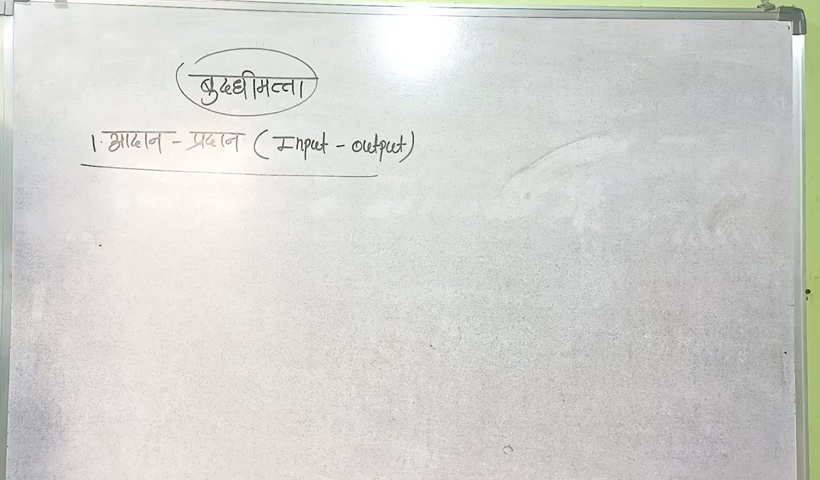 बुद्धीमत्ता
1. आदान - प्रदान (Input - output)